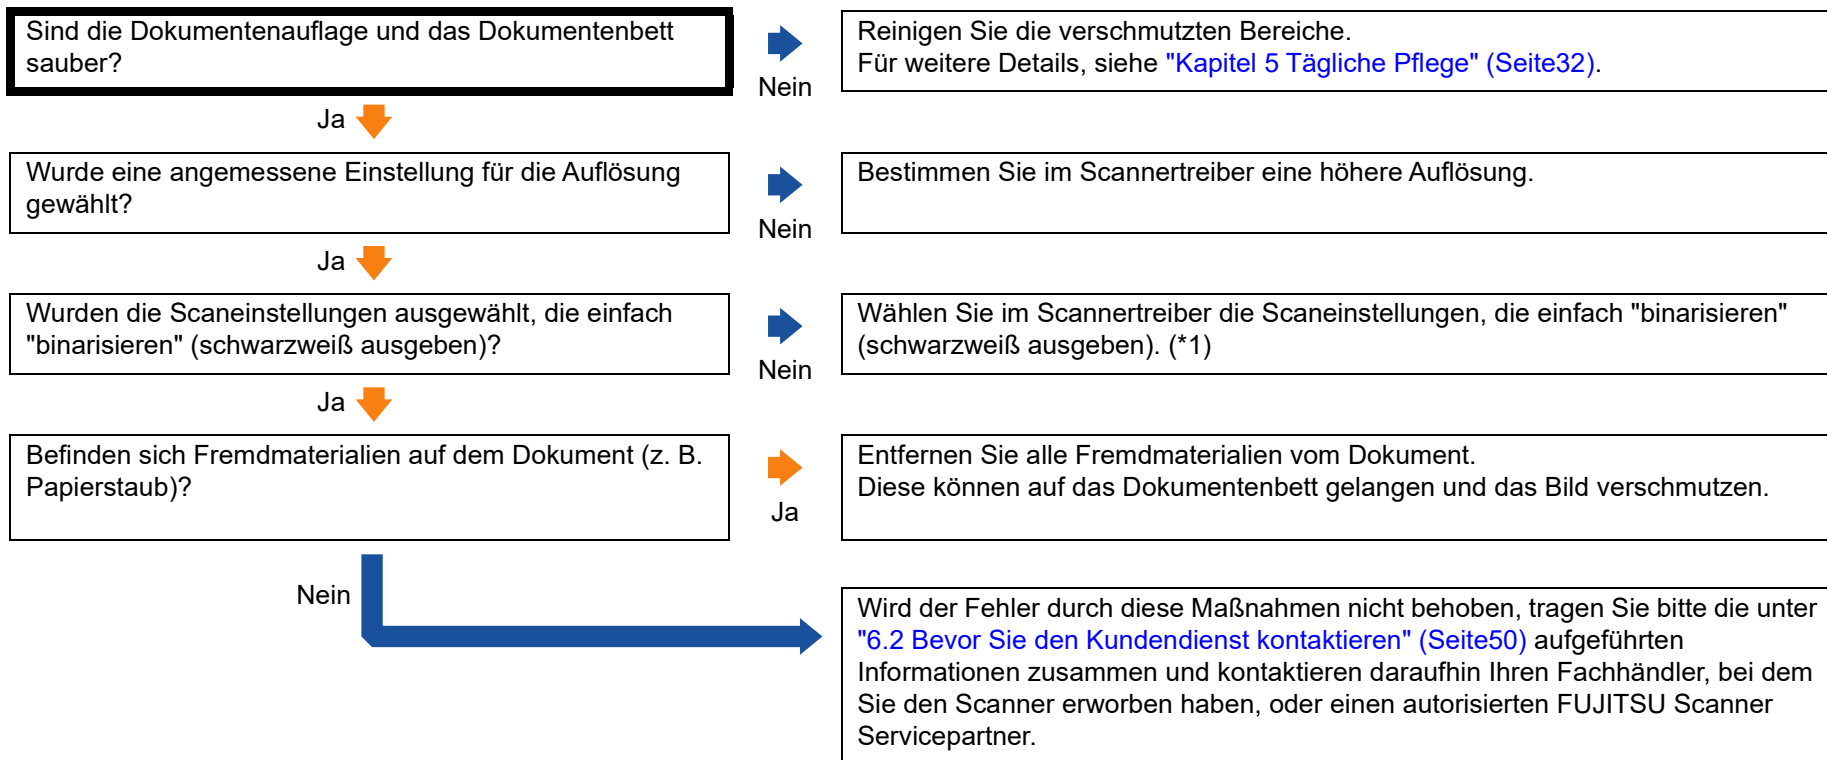 Sind die Dokumentenauflage und das Dokumentenbett
sauber?
Nein
Reinigen Sie die verschmutzten Bereiche.
Für weitere Details, siehe "Kapitel 5 Tägliche Pflege" (Seite32).
Ja
Wurde eine angemessene Einstellung für die Auflösung
gewählt?
Nein
Bestimmen Sie im Scannertreiber eine höhere Auflösung.
Ja
Wurden die Scaneinstellungen ausgewählt, die einfach
"binarisieren" (schwarzweiß ausgeben)?
Nein
Wählen Sie im Scannertreiber die Scaneinstellungen, die einfach "binarisieren"
(schwarzweiß ausgeben). (*1)
Ja
Befinden sich Fremdmaterialien auf dem Dokument (z. B.
Papierstaub)?
Ja
Entfernen Sie alle Fremdmaterialien vom Dokument.
Diese können auf das Dokumentenbett gelangen und das Bild verschmutzen.
Nein
Wird der Fehler durch diese Maßnahmen nicht behoben, tragen Sie bitte die unter
"6.2 Bevor Sie den Kundendienst kontaktieren" (Seite50) aufgeführten
Informationen zusammen und kontaktieren daraufhin Ihren Fachhändler, bei dem
Sie den Scanner erworben haben, oder einen autorisierten FUJITSU Scanner
Servicepartner.